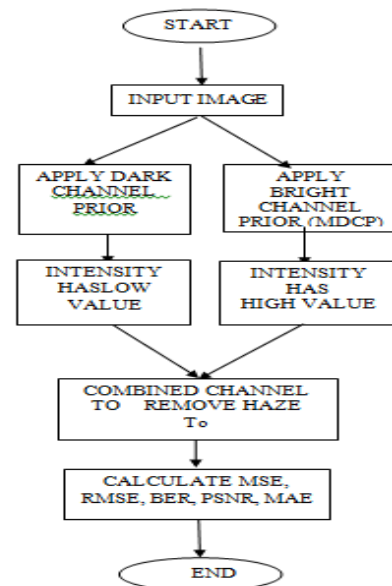 START
INPUT IMAGE
APPLY DARK
CHANNEL
PRIOR
APPLY
BRIGHT
CHANNEL
PRIOR (MDCP)
INTENSITY
HASLOW
VALUE
INTENSITY
HAS
HIGH VALUE
COMBINED CHANNEL
TO REMOVE HAZE
To
CALCULATE MSE,
RMSE, BER, PSNR, MAE
END